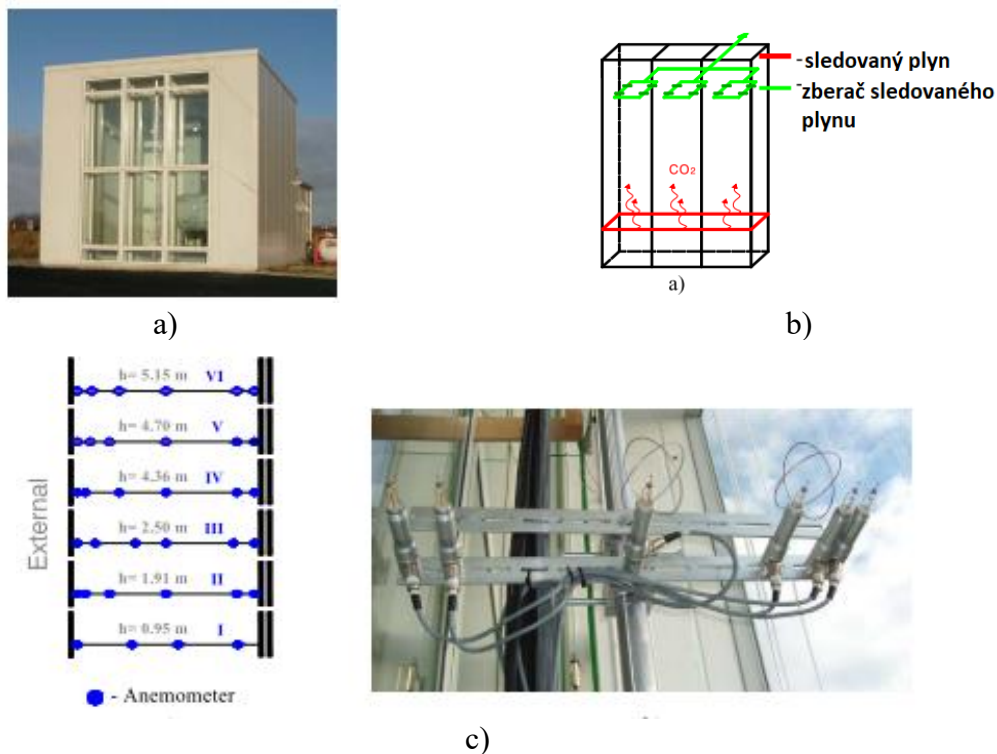 - sledovaný plyn
- zberač sledovaného
plynu
CO₂
a)
a)
b)
h= 5.15 m VI
h= 4.70 m V
h= 4.36 m IV
h= 2.50 m III
h= 1.91 m II
h= 0.95 m I
External
- Anemometer
c)